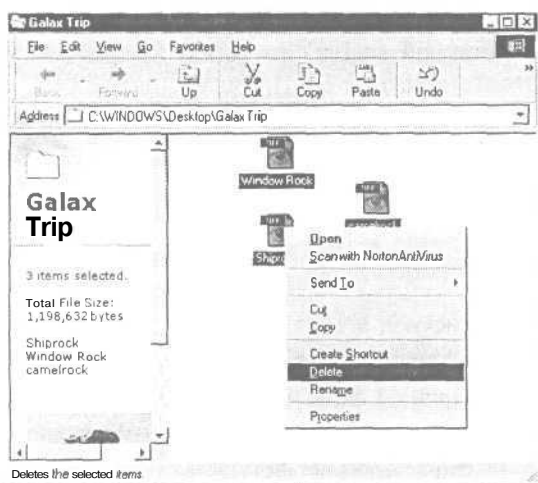 Galax Trip
File Edit View Go Favorites Help
Back Forward Up Cut Copy Paste Undo »
Address C:\WINDOWS\Desktop\Galax Trip
Galax
Trip
3 items selected.
Total File Size:
1,198,632 bytes
Shiprock
Window Rock
camelrock
Window Rock
Open
Scan with NortonAntiVirus
Send To
Cut
Copy
Create Shortcut
Delete
Rename
Properties
Deletes the selected items.